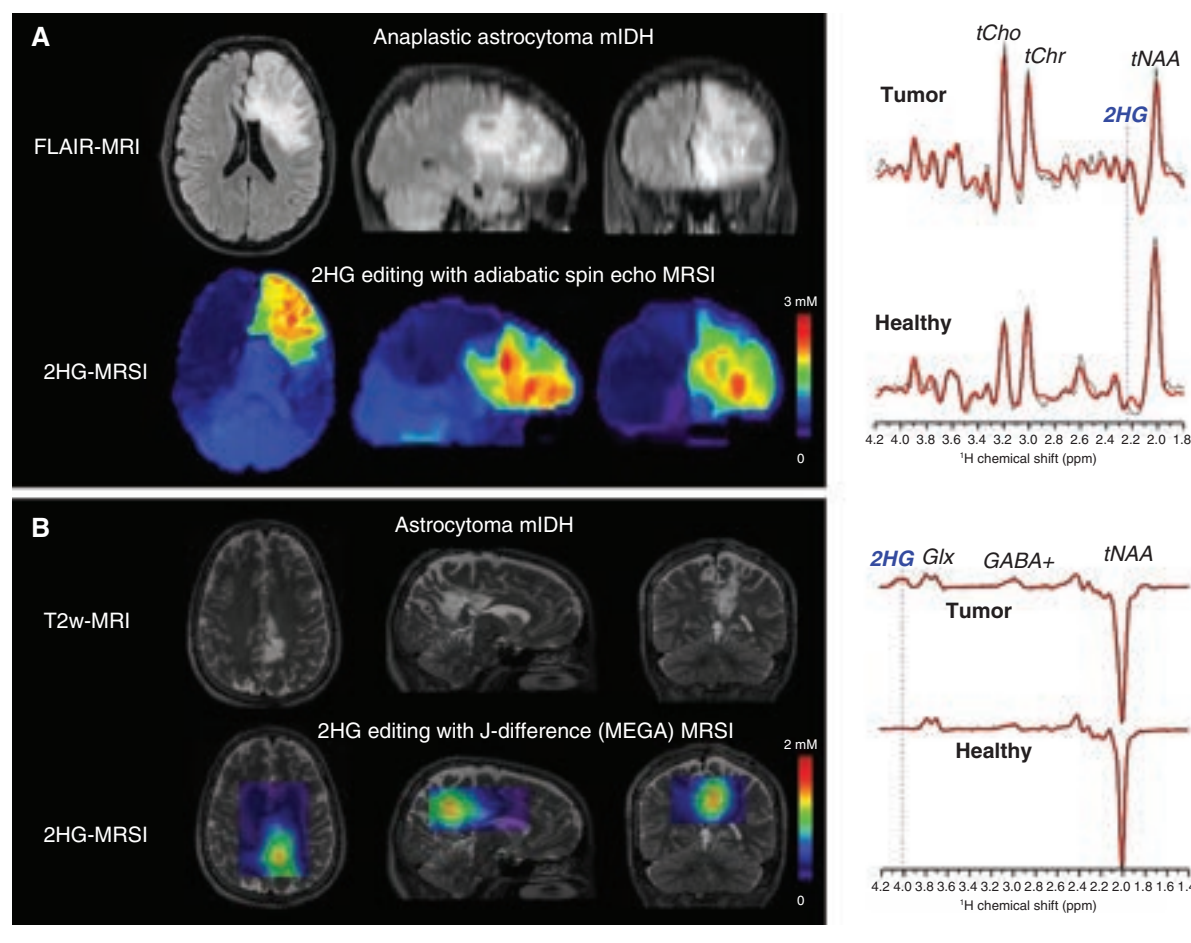 A
Anaplastic astrocytoma mIDH
FLAIR-MRI
2HG editing with adiabatic spin echo MRSI
2HG-MRSI
3 mM
0
tCho
tChr
tNAA
Tumor
2HG
Healthy
4.2 4.0 3.8 3.6 3.4 3.2 3.0 2.8 2.6 2.4 2.2 2.0 1.8
¹H chemical shift (ppm)
B
Astrocytoma mIDH
T2w-MRI
2HG editing with J-difference (MEGA) MRSI
2HG-MRSI
2 mM
0
2HG Glx GABA+ tNAA
Tumor
Healthy
4.2 4.0 3.8 3.6 3.4 3.2 3.0 2.8 2.6 2.4 2.2 2.0 1.8 1.6 1.4
¹H chemical shift (ppm)